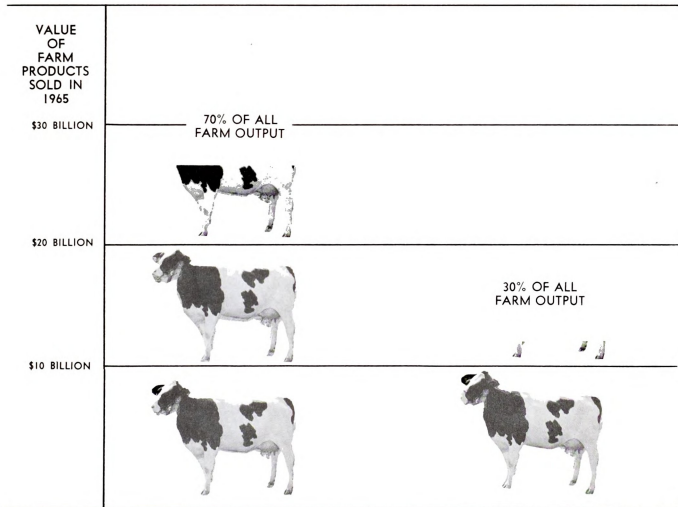 VALUE
OF
FARM
PRODUCTS
SOLD IN
1965
$30 BILLION
70% OF ALL
FARM OUTPUT
$20 BILLION
30% OF ALL
FARM OUTPUT
$10 BILLION